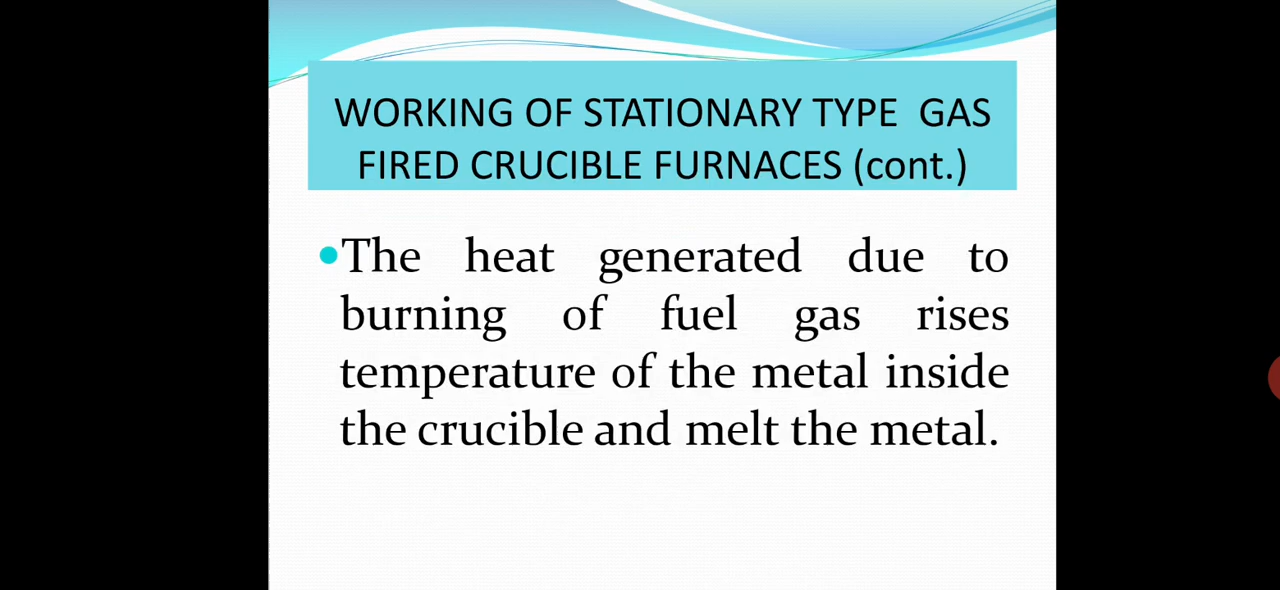 WORKING OF STATIONARY TYPE GAS
FIRED CRUCIBLE FURNACES (cont.)
•The heat generated due to
burning of fuel gas rises
temperature of the metal inside
the crucible and melt the metal.